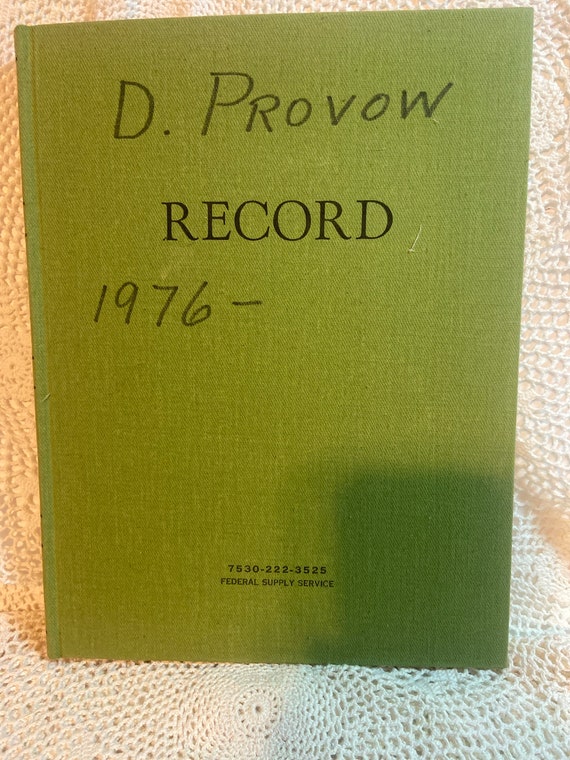 D. PROVOW
RECORD
1976-
7530-222-3525
FEDERAL SUPPLY SERVICE